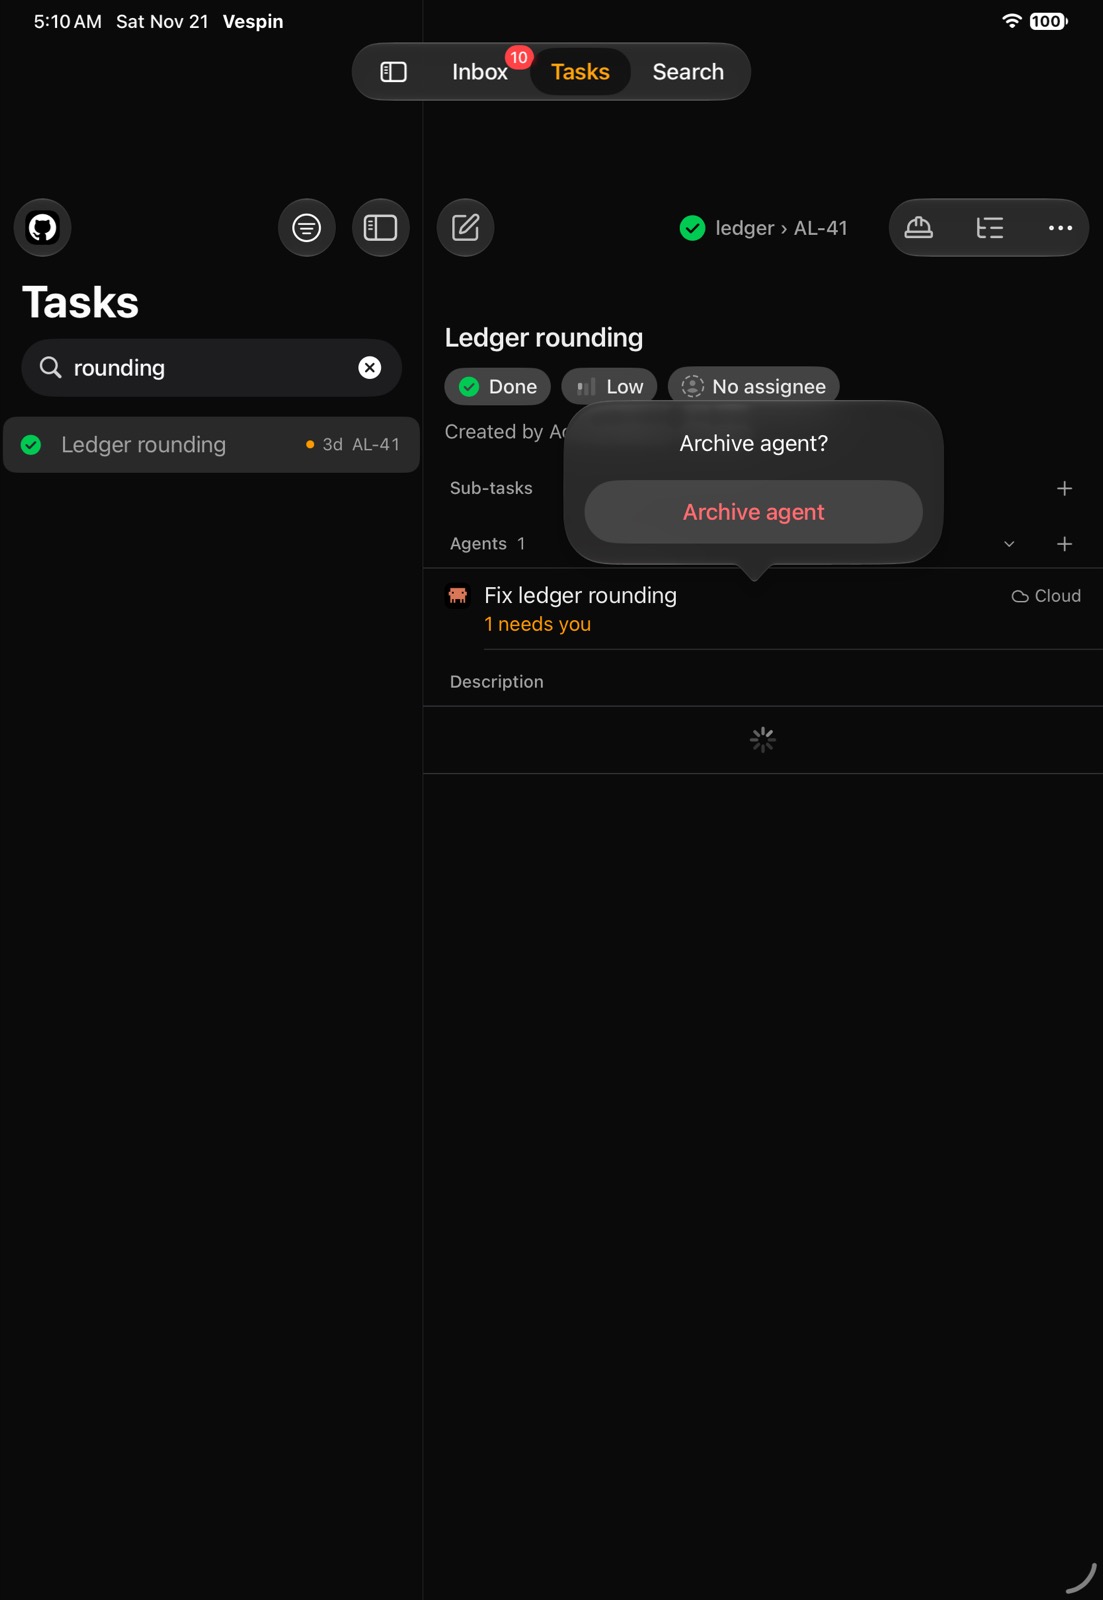 5:10 AM Sat Nov 21 Vespin
100
Inbox 10 Tasks Search
ledger › AL-41
Tasks
rounding
Ledger rounding 3d AL-41
Ledger rounding
Done Low No assignee
Created by
Archive agent?
Archive agent
Sub-tasks
Agents 1
Fix ledger rounding Cloud
1 needs you
Description